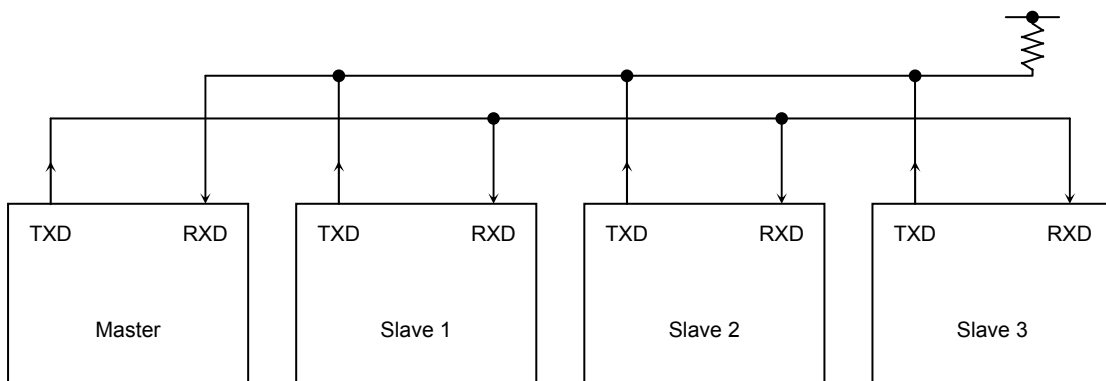 TXD RXD TXD RXD TXD RXD TXD RXD
Master Slave 1 Slave 2 Slave 3